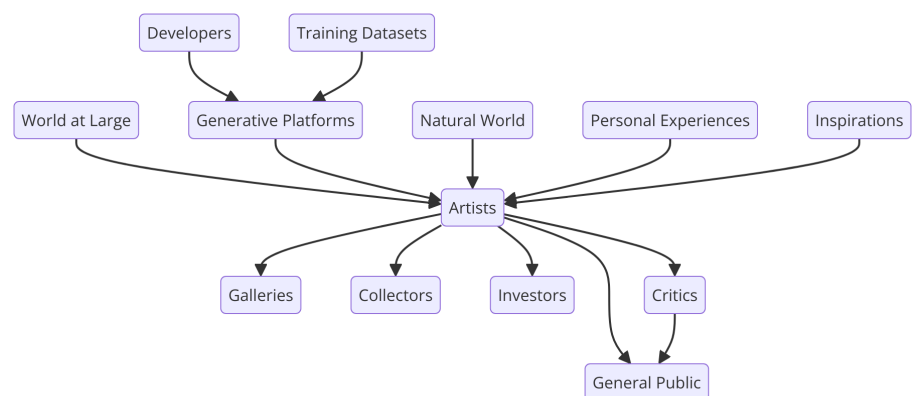 Developers
Training Datasets
World at Large
Generative Platforms
Natural World
Personal Experiences
Inspirations
Artists
Galleries
Collectors
Investors
Critics
General Public